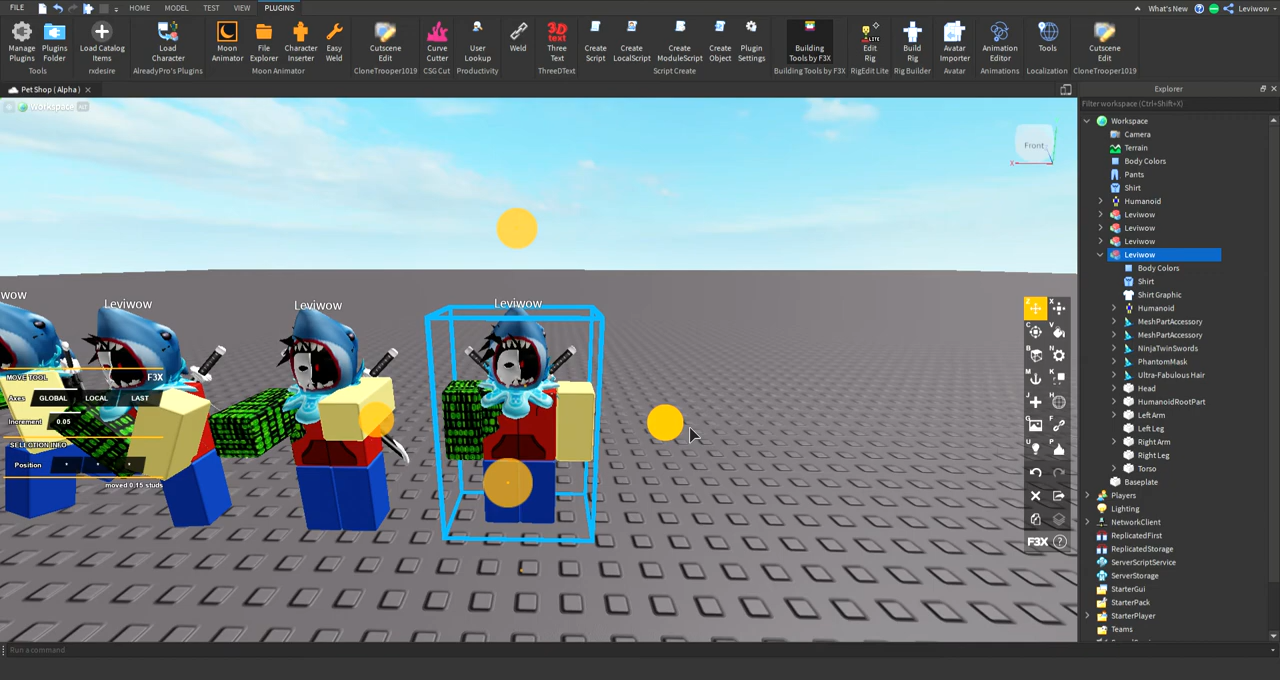 FILE
HOME
MODEL
TEST
VIEW
PLUGINS
What's New
Leviwow
Manage Plugins
Plugins Folder
Tools
Load Catalog Items
rxdesire
Load Character
AlreadyPro's Plugins
Moon Animator
File Explorer
Character Inserter
Easy Weld
Moon Animator
Cutscene Edit
CloneTrooper1019
Curve Cutter
CSG Cut
User Lookup
Productivity
Weld
Three Text
ThreeDText
Create Script
Create LocalScript
Create ModuleScript
Create Object
Plugin Settings
Script Create
Building Tools by F3X
Building Tools by F3X
Edit Rig
RigEdit Lite
Build Rig
Rig Builder
Avatar Importer
Avatar
Animation Editor
Animations
Tools
Localization
Cutscene Edit
CloneTrooper1019
Pet Shop ( Alpha )
Workspace
Alt
Front
X
wow
Leviwow
Leviwow
Leviwow
MOVE TOOL
F3X
Axes
GLOBAL
LOCAL
LAST
Increment
0.05
SELECTION INFO
Position
moved 0.15 studs
F3X
Explorer
Filter workspace (Ctrl+Shift+X)
Workspace
Camera
Terrain
Body Colors
Pants
Shirt
Humanoid
Leviwow
Leviwow
Leviwow
Leviwow
Body Colors
Shirt
Shirt Graphic
Humanoid
MeshPartAccessory
MeshPartAccessory
NinjaTwinSwords
PhantomMask
Ultra-Fabulous Hair
Head
HumanoidRootPart
Left Arm
Left Leg
Right Arm
Right Leg
Torso
Baseplate
Players
Lighting
NetworkClient
ReplicatedFirst
ReplicatedStorage
ServerScriptService
ServerStorage
StarterGui
StarterPack
StarterPlayer
Teams
Run a command